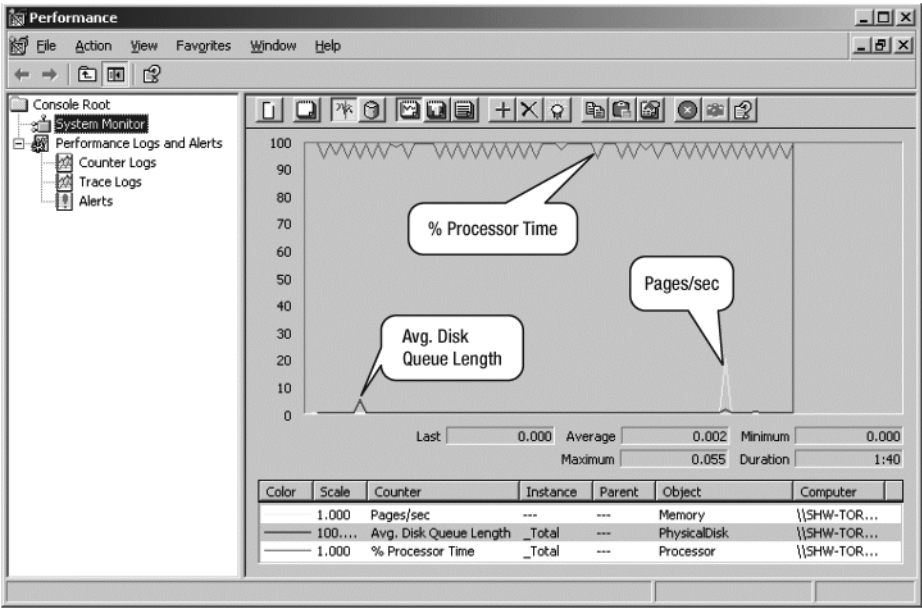 Performance
File Action View Favorites Window Help
Console Root
System Monitor
Performance Logs and Alerts
Counter Logs
Trace Logs
Alerts
100
90
80
70
60
50
40
30
20
10
0
% Processor Time
Pages/sec
Avg. Disk
Queue Length
Last 0.000 Average 0.002 Minimum 0.000
Maximum 0.055 Duration 1:40
Color Scale Counter Instance Parent Object Computer
1.000 Pages/sec --- --- Memory \\SHW-TOR...
100.... Avg. Disk Queue Length _Total --- PhysicalDisk \\SHW-TOR...
1.000 % Processor Time _Total --- Processor \\SHW-TOR...